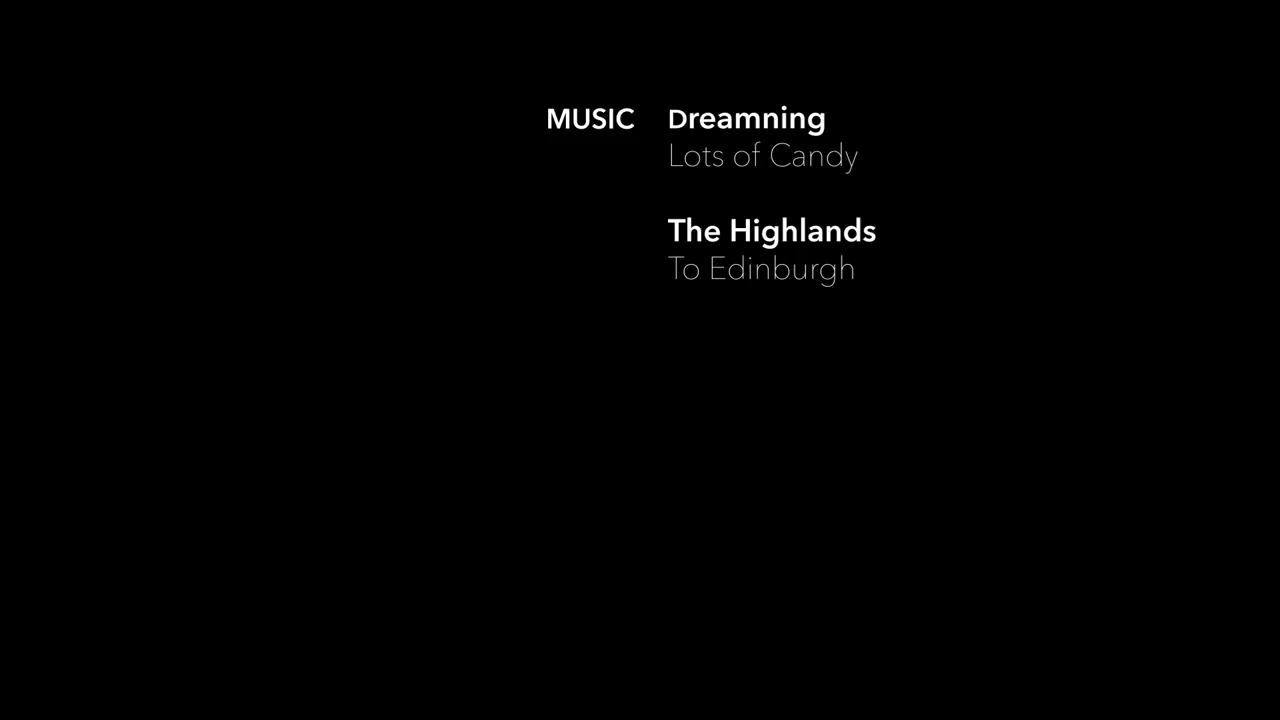 MUSIC Dreamning
Lots of Candy
The Highlands
To Edinburgh